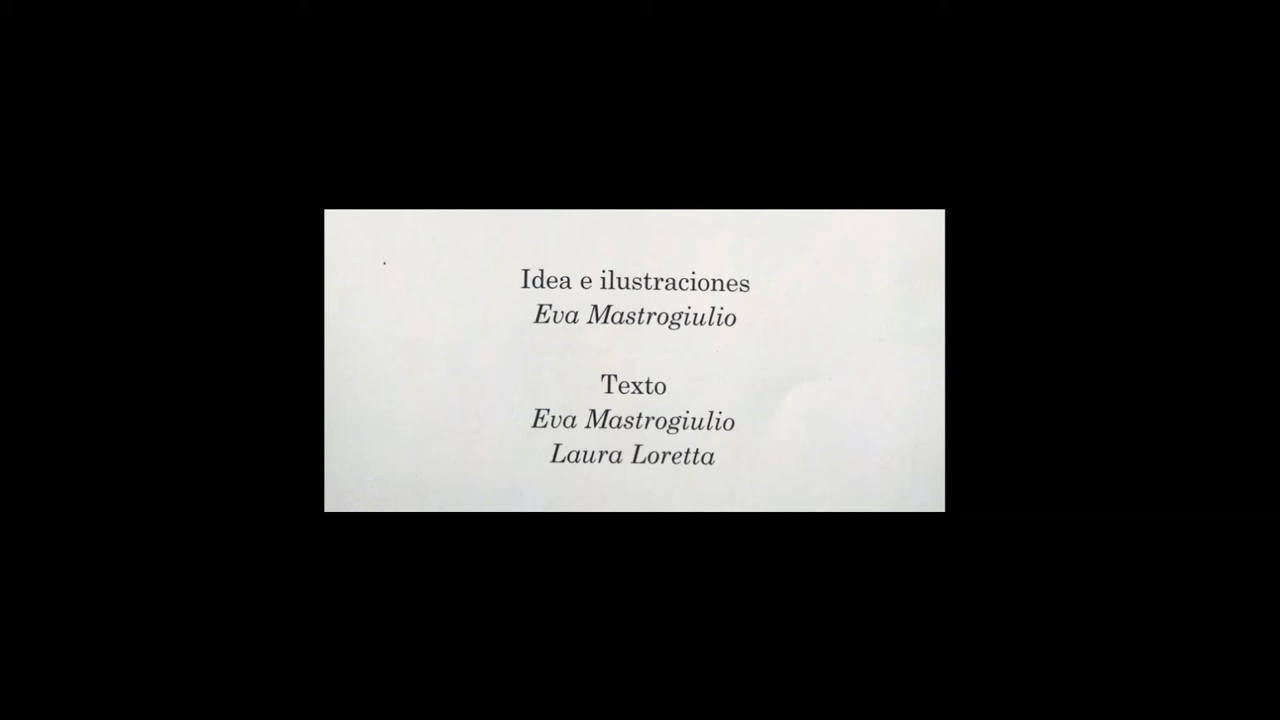 Idea e ilustraciones
Eva Mastrogiulio
Texto
Eva Mastrogiulio
Laura Loretta